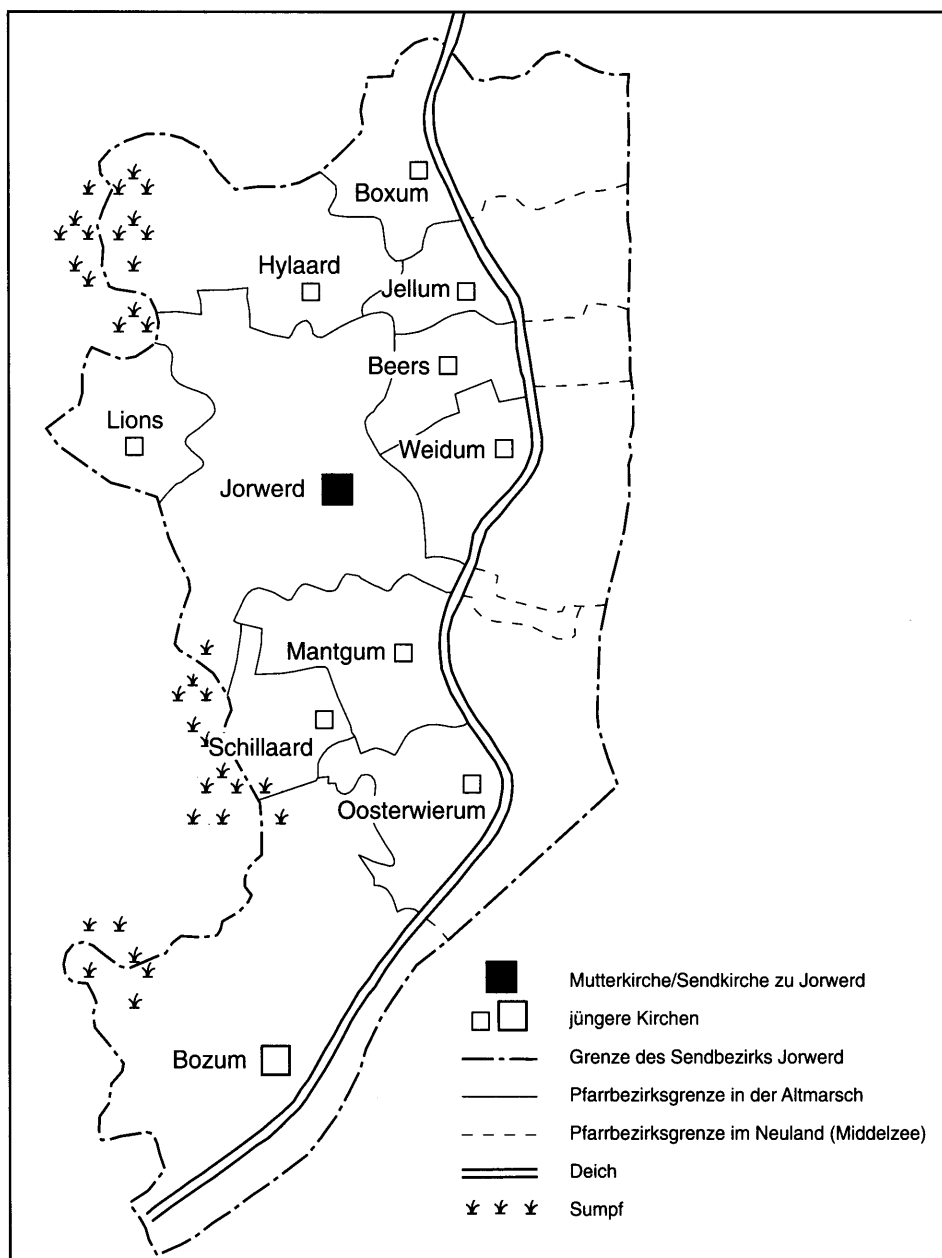 Boxum
Hylaard
Jellum
Beers
Lions
Weidum
Jorwerd
Mantgum
Schillaard
Oosterwierum
Bozum
Mutterkirche/Sendkirche zu Jorwerd
jüngere Kirchen
Grenze des Sendbezirks Jorwerd
Pfarrbezirksgrenze in der Altmarsch
Pfarrbezirksgrenze im Neuland (Middelzee)
Deich
Sumpf